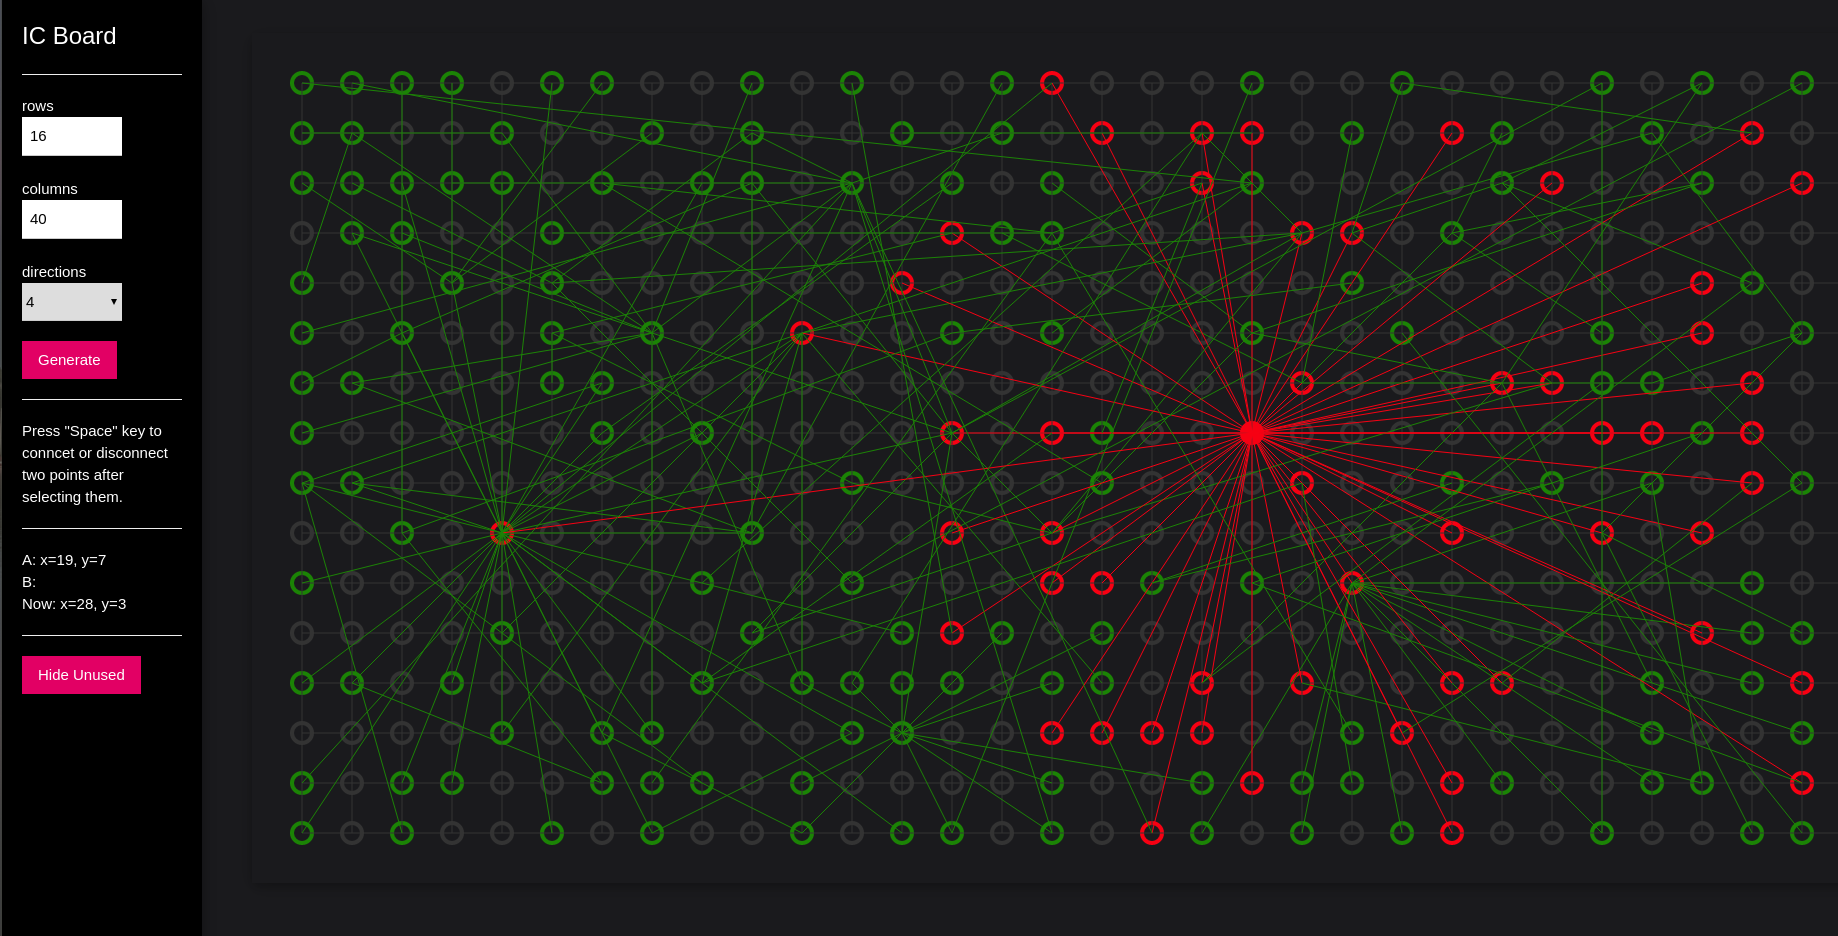 IC Board
rows
16
columns
40
directions
4
Generate
Press "Space" key to
conncet or disconnect
two points after
selecting them.
A: x=19, y=7
B:
Now: x=28, y=3
Hide Unused